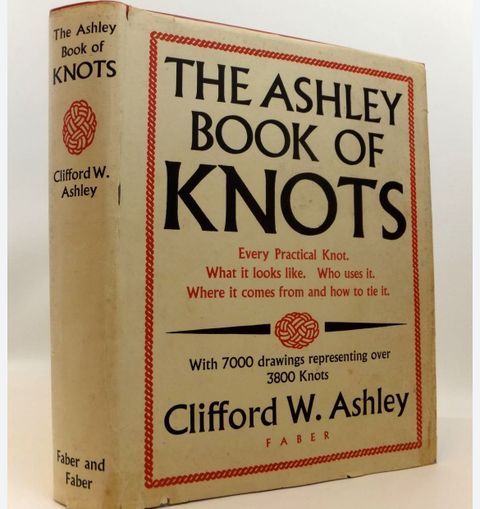 The Ashley
Book of
KNOTS
Clifford W.
Ashley
Faber and
Faber
THE ASHLEY
BOOK OF
KNOTS
Every Practical Knot.
What it looks like. Who uses it.
Where it comes from and how to tie it.
With 7000 drawings representing over
3800 Knots
Clifford W. Ashley
FABER